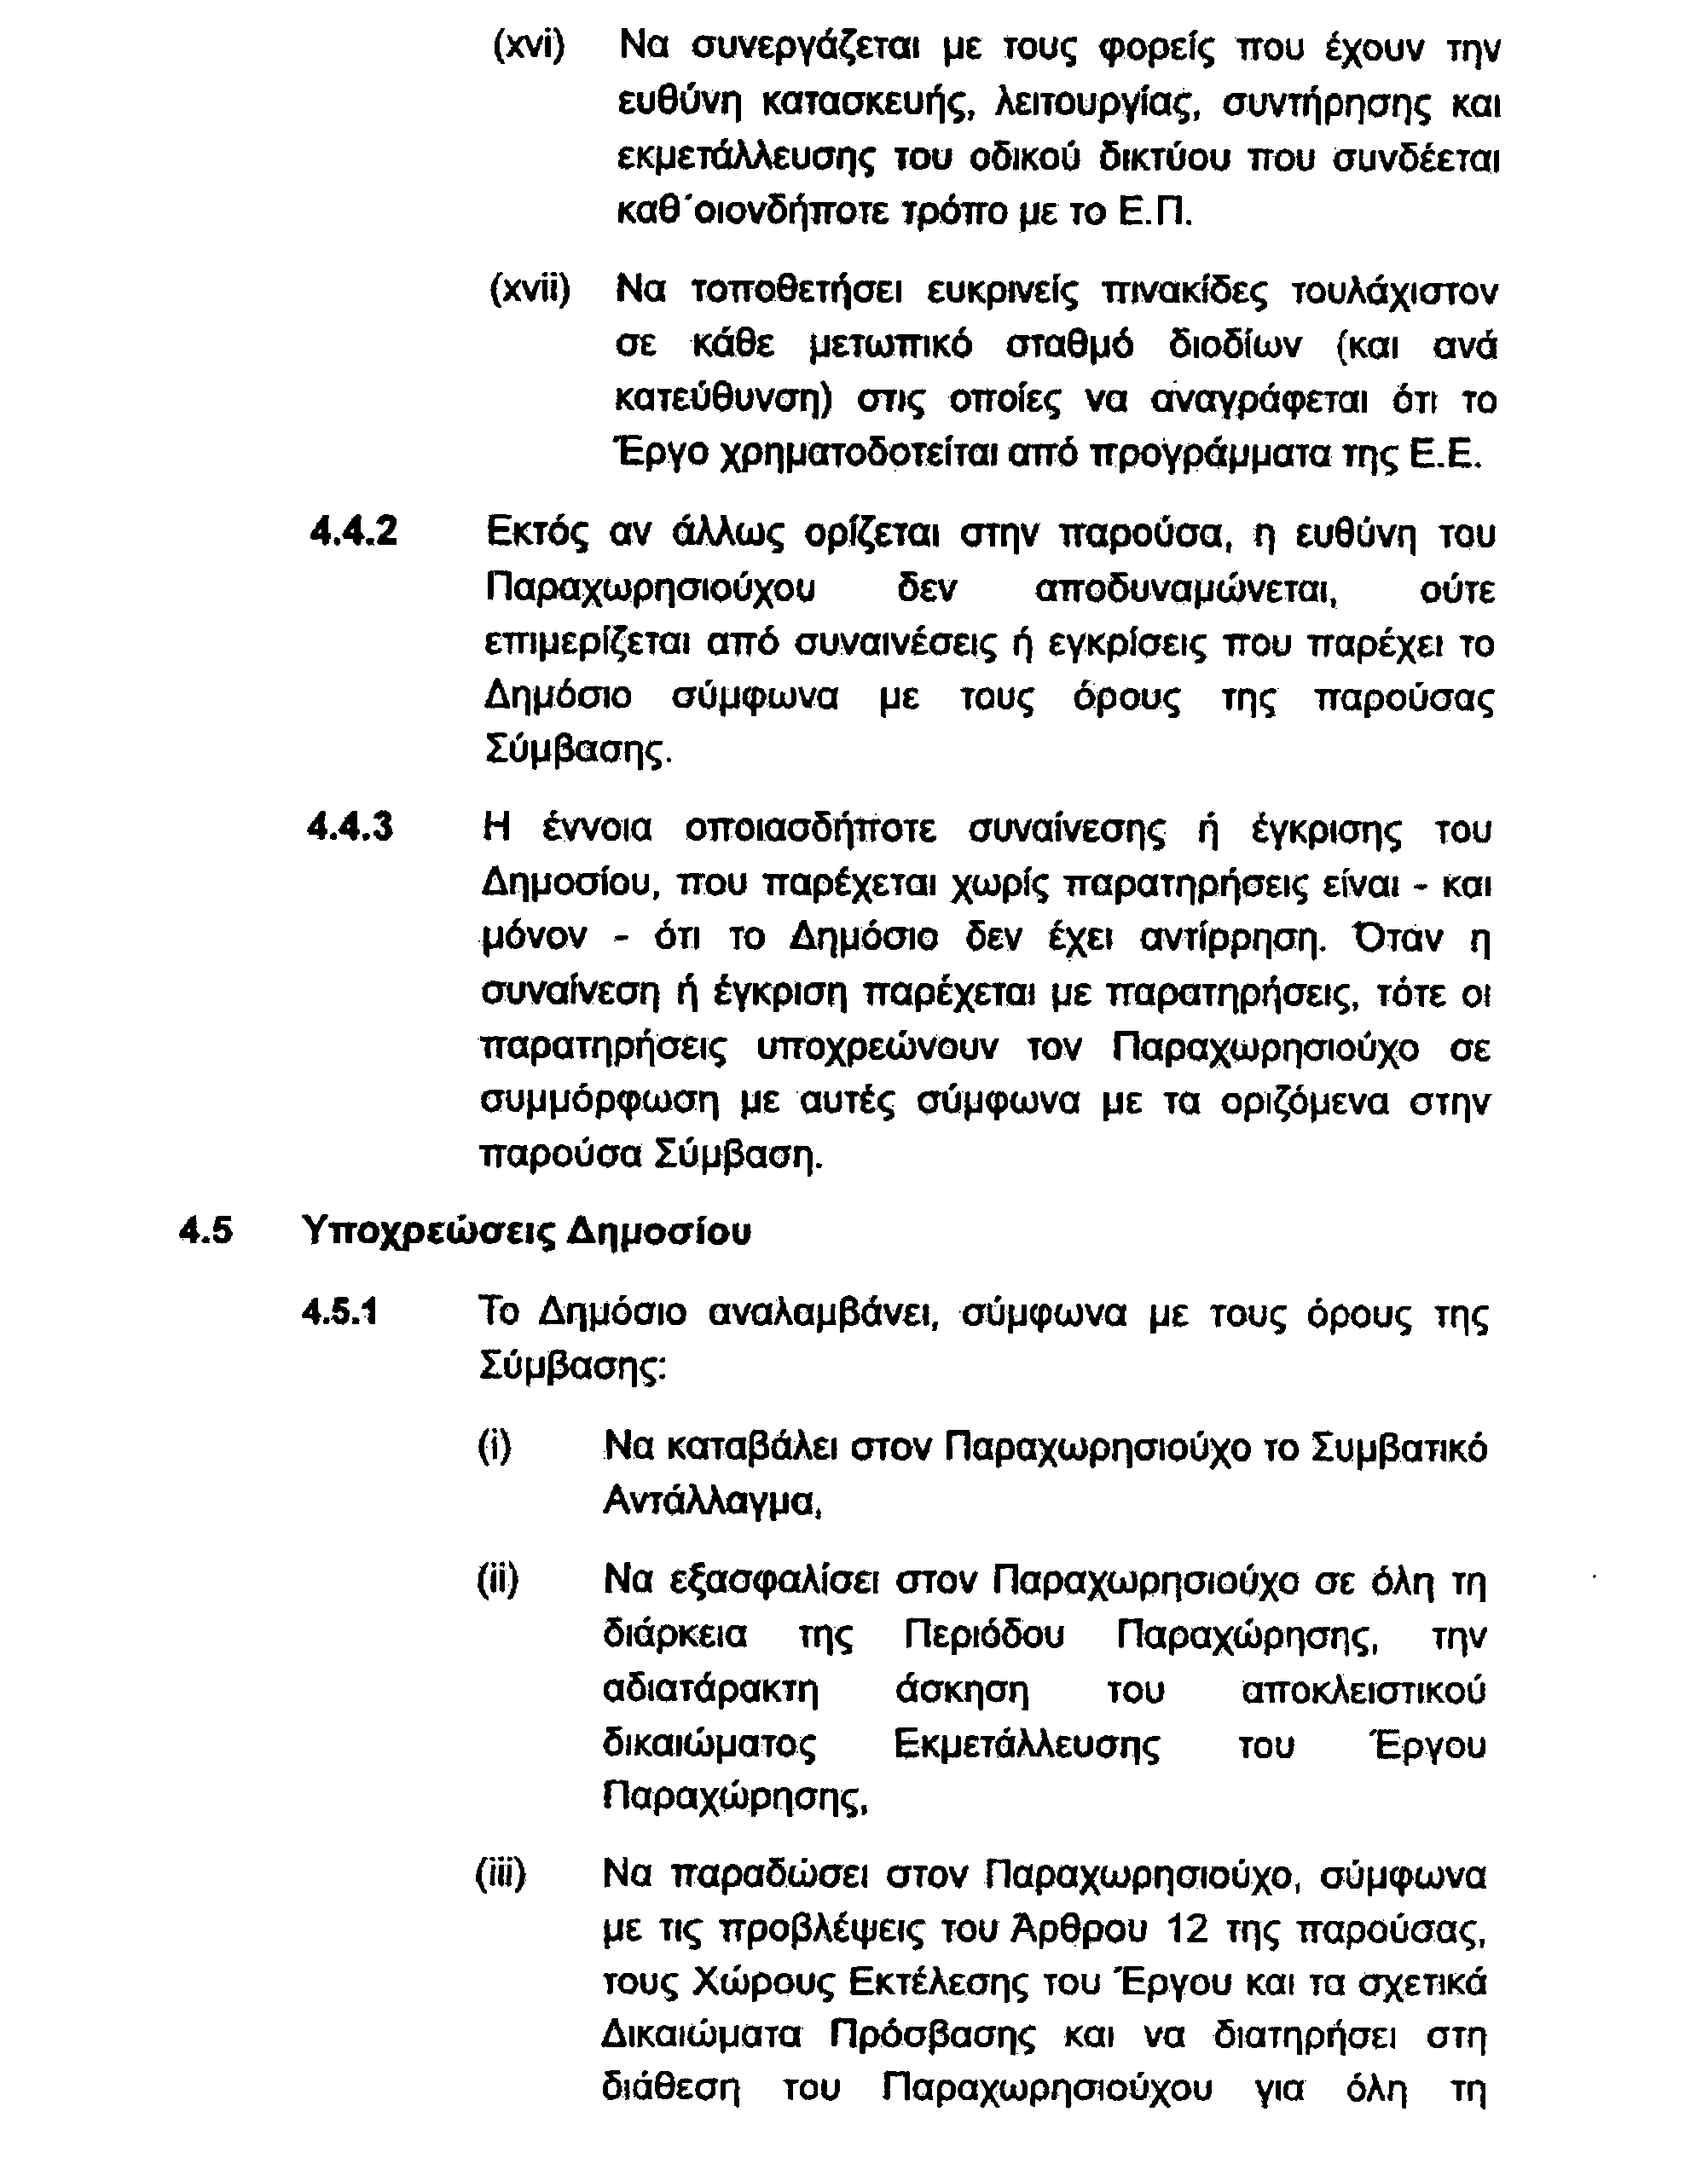 (xvi) Να συνεργάζεται με τους φορείς που έχουν την
ευθύνη κατασκευής, λειτουργίας, συντήρησης και
εκμετάλλευσης του οδικού δικτύου που συνδέεται
καθ΄οιονδήποτε τρόπο με το Ε.Π.
(xvii) Να τοποθετήσει ευκρινείς πινακίδες τουλάχιστον
σε κάθε μετωπικό σταθμό διοδίων (και ανά
κατεύθυνση) στις οποίες να αναγράφεται ότι το
Έργο χρηματοδοτείται από προγράμματα της Ε.Ε.
4.4.2 Εκτός αν άλλως ορίζεται στην παρούσα, η ευθύνη του
Παραχωρησιούχου δεν αποδυναμώνεται, ούτε
επιμερίζεται από συναινέσεις ή εγκρίσεις που παρέχει το
Δημόσιο σύμφωνα με τους όρους της παρούσας
Σύμβασης.
4.4.3 Η έννοια οποιασδήποτε συναίνεσης ή έγκρισης του
Δημοσίου, που παρέχεται χωρίς παρατηρήσεις είναι - και
μόνον - ότι το Δημόσιο δεν έχει αντίρρηση. Όταν η
συναίνεση ή έγκριση παρέχεται με παρατηρήσεις, τότε οι
παρατηρήσεις υποχρεώνουν τον Παραχωρησιούχο σε
συμμόρφωση με αυτές σύμφωνα με τα οριζόμενα στην
παρούσα Σύμβαση.
4.5 Υποχρεώσεις Δημοσίου
4.5.1 Το Δημόσιο αναλαμβάνει, σύμφωνα με τους όρους της
Σύμβασης:
(i) Να καταβάλει στον Παραχωρησιούχο το Συμβατικό
Αντάλλαγμα,
(ii) Να εξασφαλίσει στον Παραχωρησιούχο σε όλη τη
διάρκεια της Περιόδου Παραχώρησης, την
αδιατάρακτη άσκηση του αποκλειστικού
δικαιώματος Εκμετάλλευσης του Έργου
Παραχώρησης,
(iii) Να παραδώσει στον Παραχωρησιούχο, σύμφωνα
με τις προβλέψεις του Άρθρου 12 της παρούσας,
τους Χώρους Εκτέλεσης του Έργου και τα σχετικά
Δικαιώματα Πρόσβασης και να διατηρήσει στη
διάθεση του Παραχωρησιούχου για όλη τη